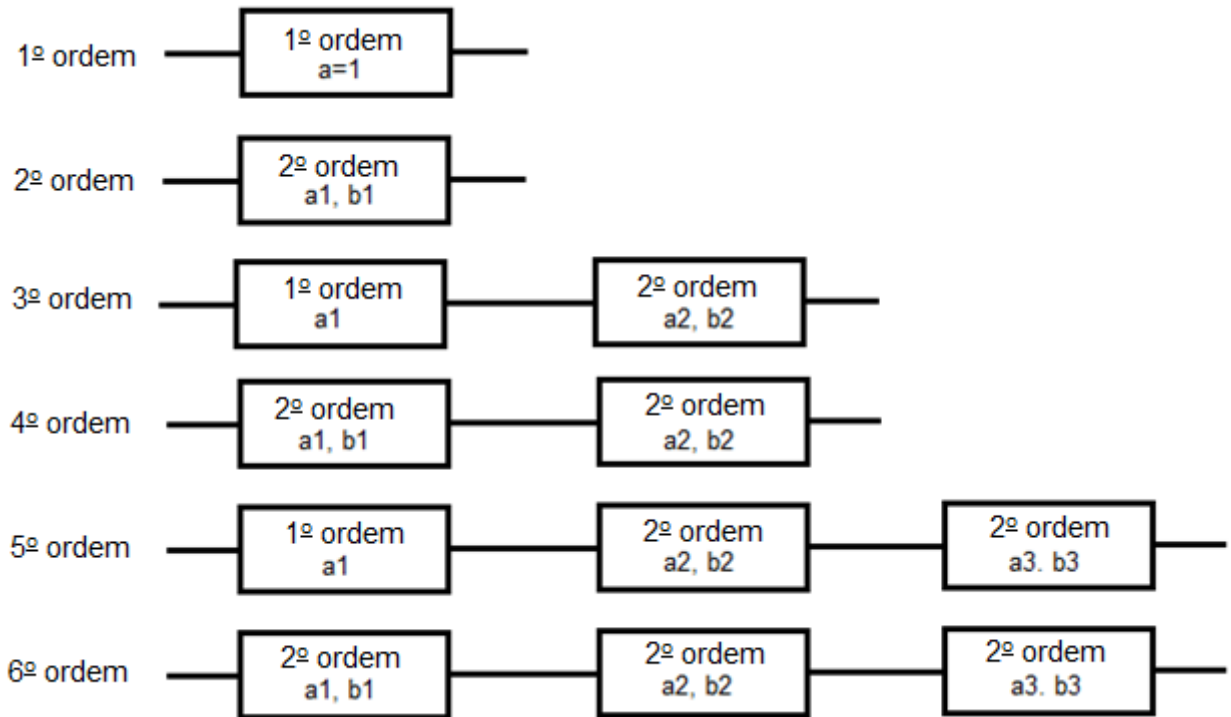 1º ordem
1º ordem
a=1
2º ordem
2º ordem
a1, b1
3º ordem
1º ordem
a1
2º ordem
a2, b2
4º ordem
2º ordem
a1, b1
2º ordem
a2, b2
5º ordem
1º ordem
a1
2º ordem
a2, b2
2º ordem
a3. b3
6º ordem
2º ordem
a1, b1
2º ordem
a2, b2
2º ordem
a3. b3